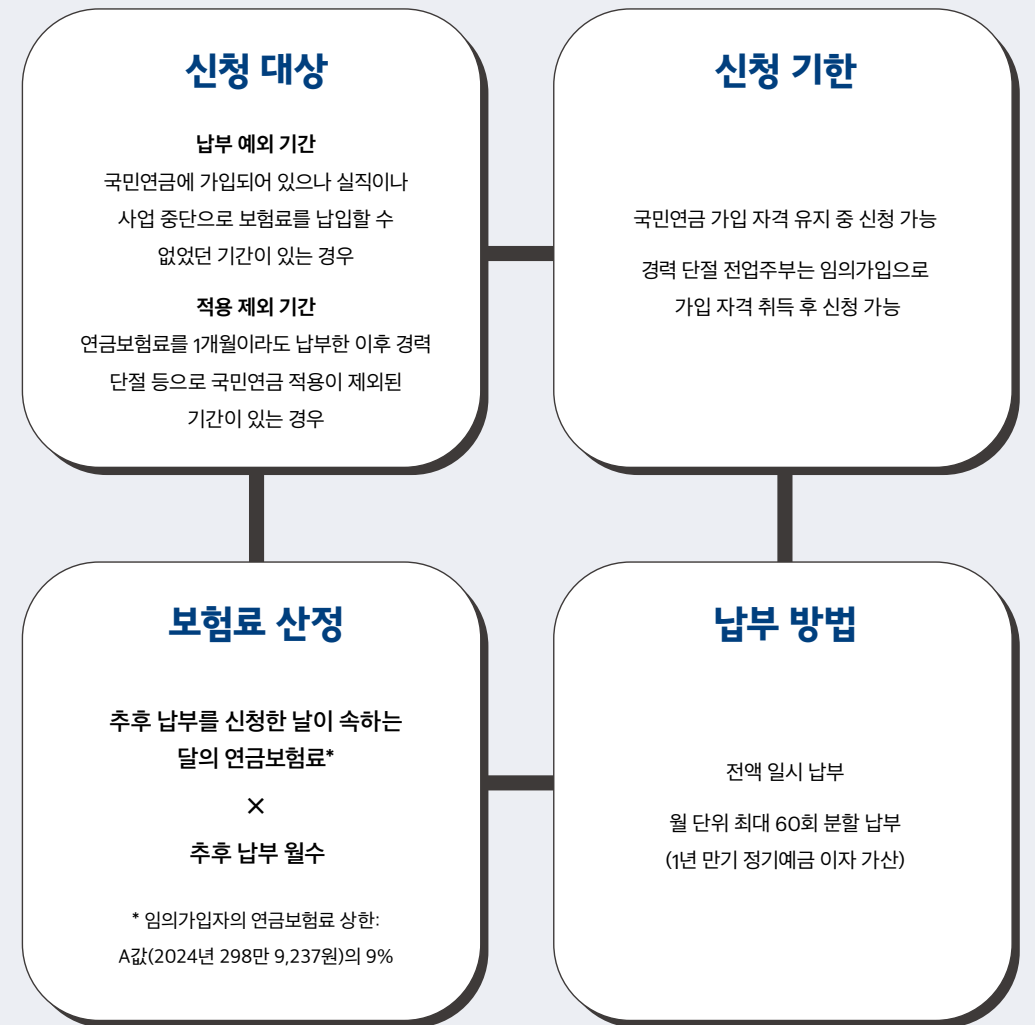 신청 대상
납부 예외 기간
국민연금에 가입되어 있으나 실직이나
사업 중단으로 보험료를 납입할 수
없었던 기간이 있는 경우
적용 제외 기간
연금보험료를 1개월이라도 납부한 이후 경력
단절 등으로 국민연금 적용이 제외된
기간이 있는 경우
신청 기한
국민연금 가입 자격 유지 중 신청 가능
경력 단절 전업주부는 임의가입으로
가입 자격 취득 후 신청 가능
보험료 산정
추후 납부를 신청한 날이 속하는
달의 연금보험료*
×
추후 납부 월수
* 임의가입자의 연금보험료 상한:
A값(2024년 298만 9,237원)의 9%
납부 방법
전액 일시 납부
월 단위 최대 60회 분할 납부
(1년 만기 정기예금 이자 가산)